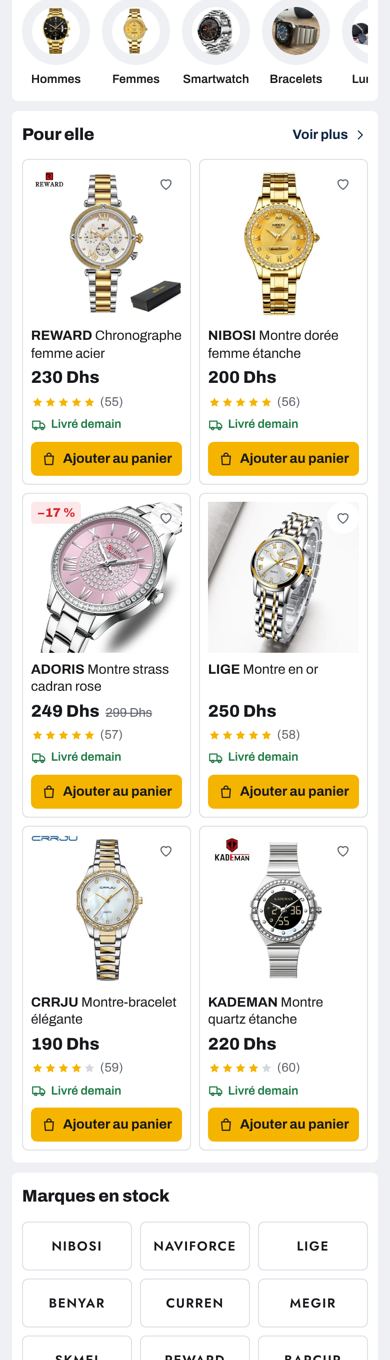 Hommes
Femmes
Smartwatch
Bracelets
Pour elle
Voir plus
REWARD
REWARD Chronographe
femme acier
230 Dhs
(55)
Livré demain
Ajouter au panier
NIBOSI Montre dorée
femme étanche
200 Dhs
(56)
Livré demain
Ajouter au panier
−17 %
ADORIS Montre strass
cadran rose
249 Dhs 299 Dhs
(57)
Livré demain
Ajouter au panier
LIGE Montre en or
250 Dhs
(58)
Livré demain
Ajouter au panier
CRRJU
CRRJU
CRRJU Montre-bracelet
élégante
190 Dhs
(59)
Livré demain
Ajouter au panier
KADEMAN
KADEMAN
KADEMAN Montre
quartz étanche
220 Dhs
(60)
Livré demain
Ajouter au panier
Marques en stock
NIBOSI
NAVIFORCE
LIGE
BENYAR
CURREN
MEGIR
SKMEI
REWARD